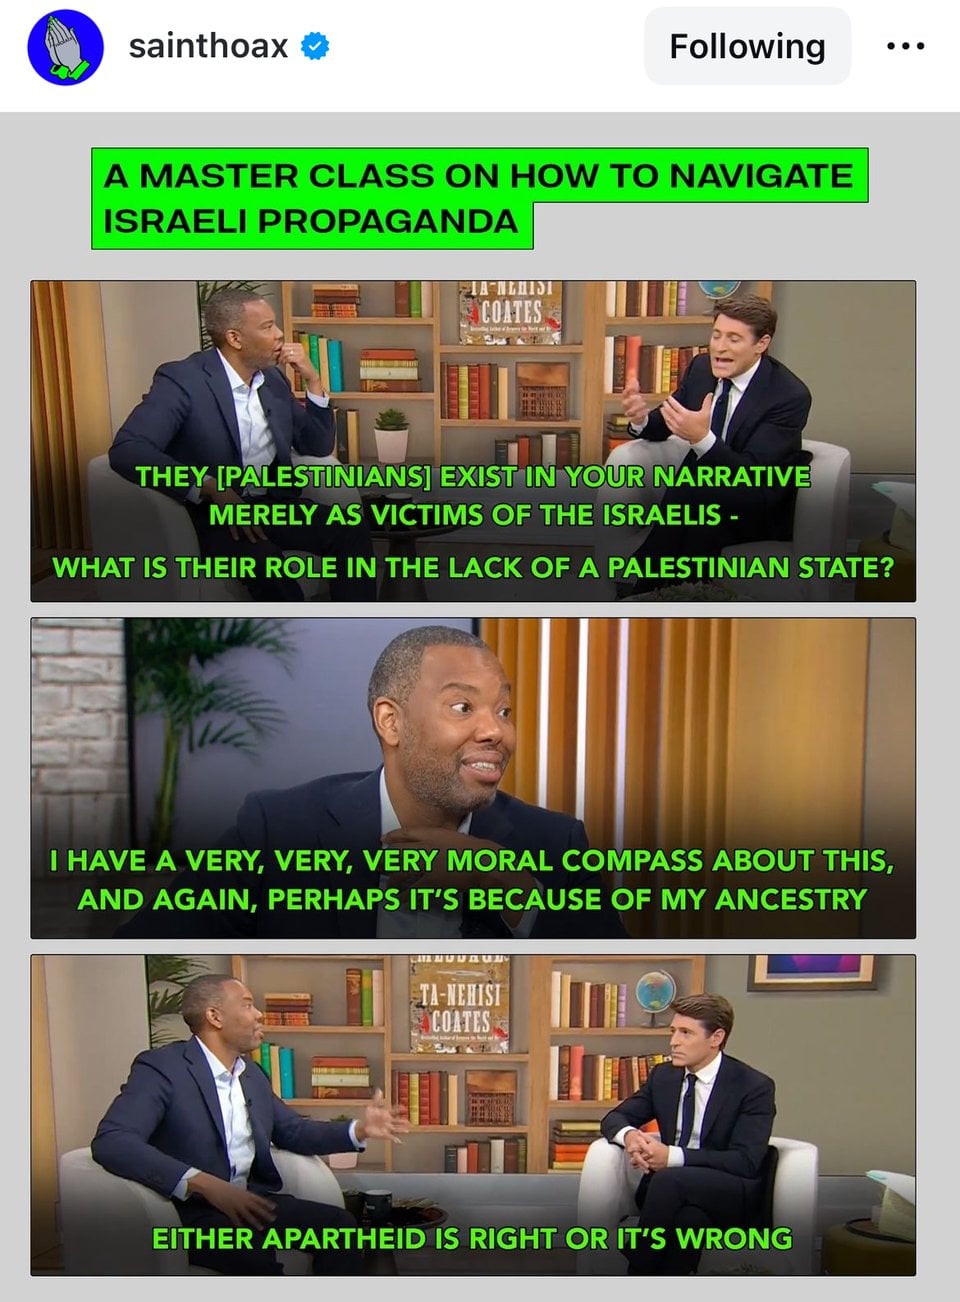 sainthoax
Following
A MASTER CLASS ON HOW TO NAVIGATE
ISRAELI PROPAGANDA
TA-NEHISI
COATES
THEY [PALESTINIANS] EXIST IN YOUR NARRATIVE
MERELY AS VICTIMS OF THE ISRAELIS -
WHAT IS THEIR ROLE IN THE LACK OF A PALESTINIAN STATE?
I HAVE A VERY, VERY, VERY MORAL COMPASS ABOUT THIS,
AND AGAIN, PERHAPS IT'S BECAUSE OF MY ANCESTRY
TA-NEHISI
COATES
EITHER APARTHEID IS RIGHT OR IT'S WRONG